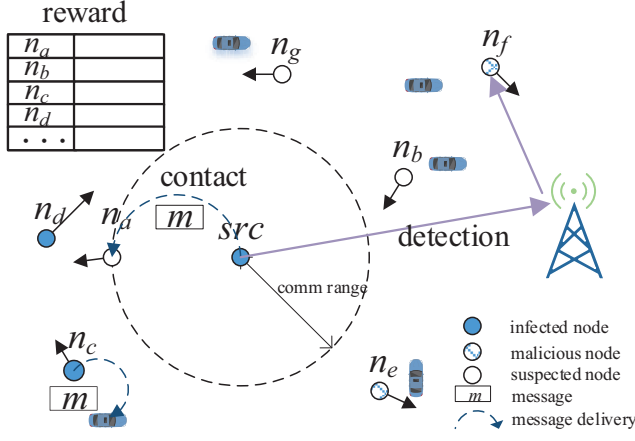 reward
n_a
n_b
n_c
n_d
. . .
n_g
n_f
n_b
contact
n_d
n_a
m
src
detection
comm range
n_c
m
n_e
infected node
malicious node
suspected node
m message
message delivery